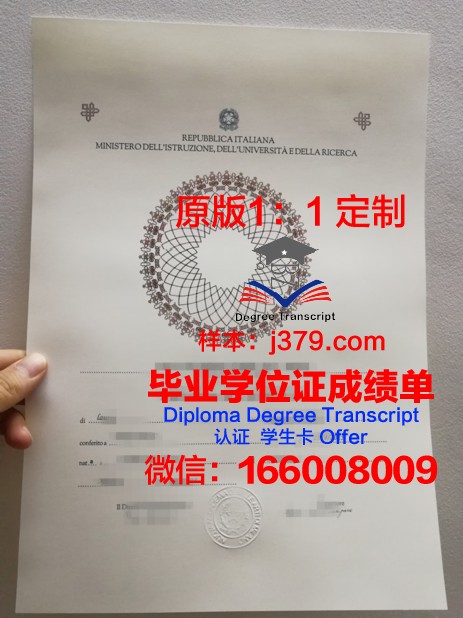 REPUBBLICA ITALIANA
MINISTERO DELL'ISTRUZIONE, DELL'UNIVERSITÀ E DELLA RICERCA
原版1：1 定制
Degree Transcript
样本：j379.com
毕业学位证成绩单
Diploma Degree Transcript
di
认证 学生卡 Offer
conferito a
微信：166008009
nat
Il D